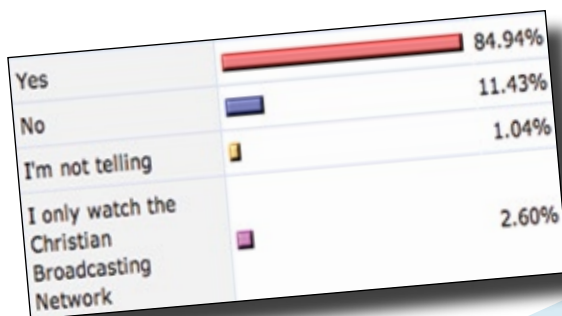 Yes 84.94%
No 11.43%
I'm not telling 1.04%
I only watch the
Christian
Broadcasting 2.60%
Network